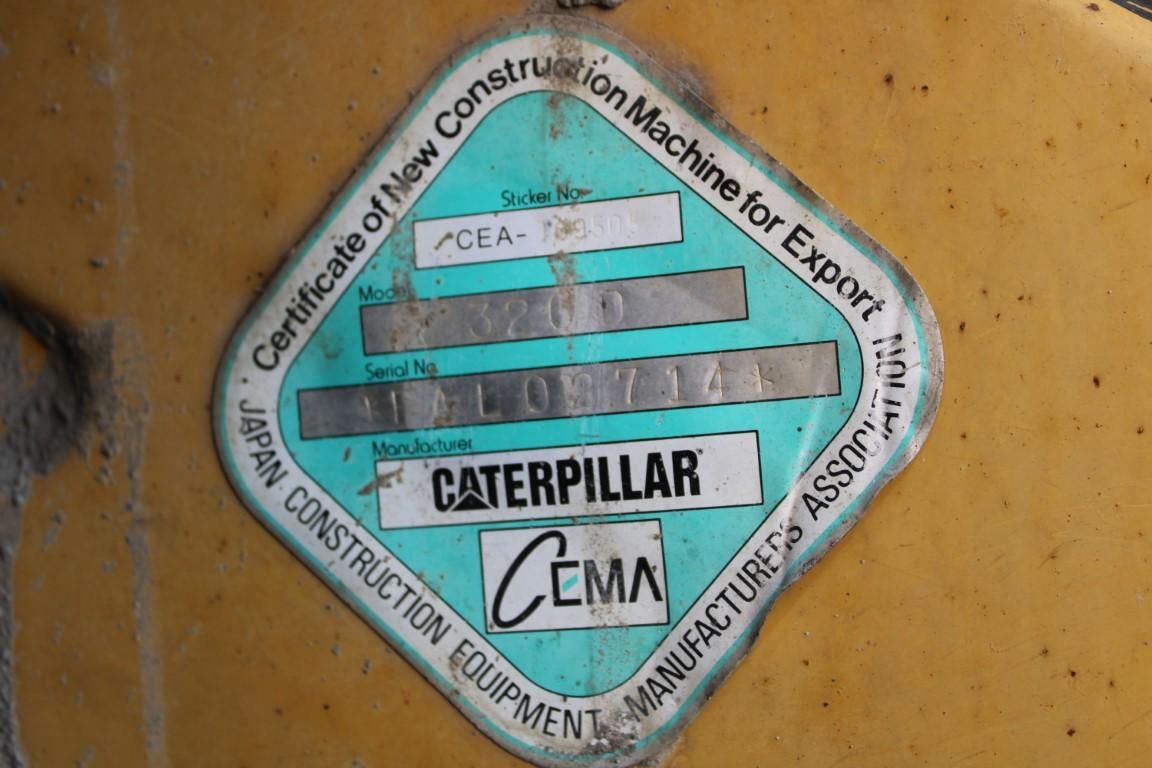 Certificate of New Construction Machine for Export
Sticker No.
CEA-
Model
320D
Serial No.
714*
Manufacturer
CATERPILLAR
CEMA
JAPAN CONSTRUCTION EQUIPMENT MANUFACTURERS ASSOCIATION